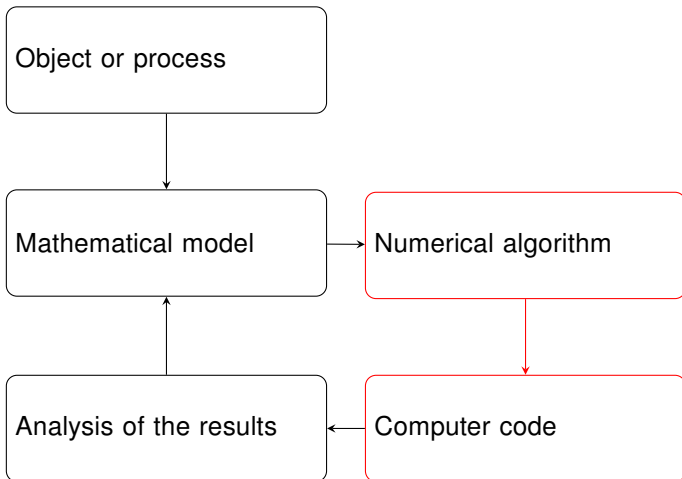 Object or process
Mathematical model
Numerical algorithm
Analysis of the results
Computer code